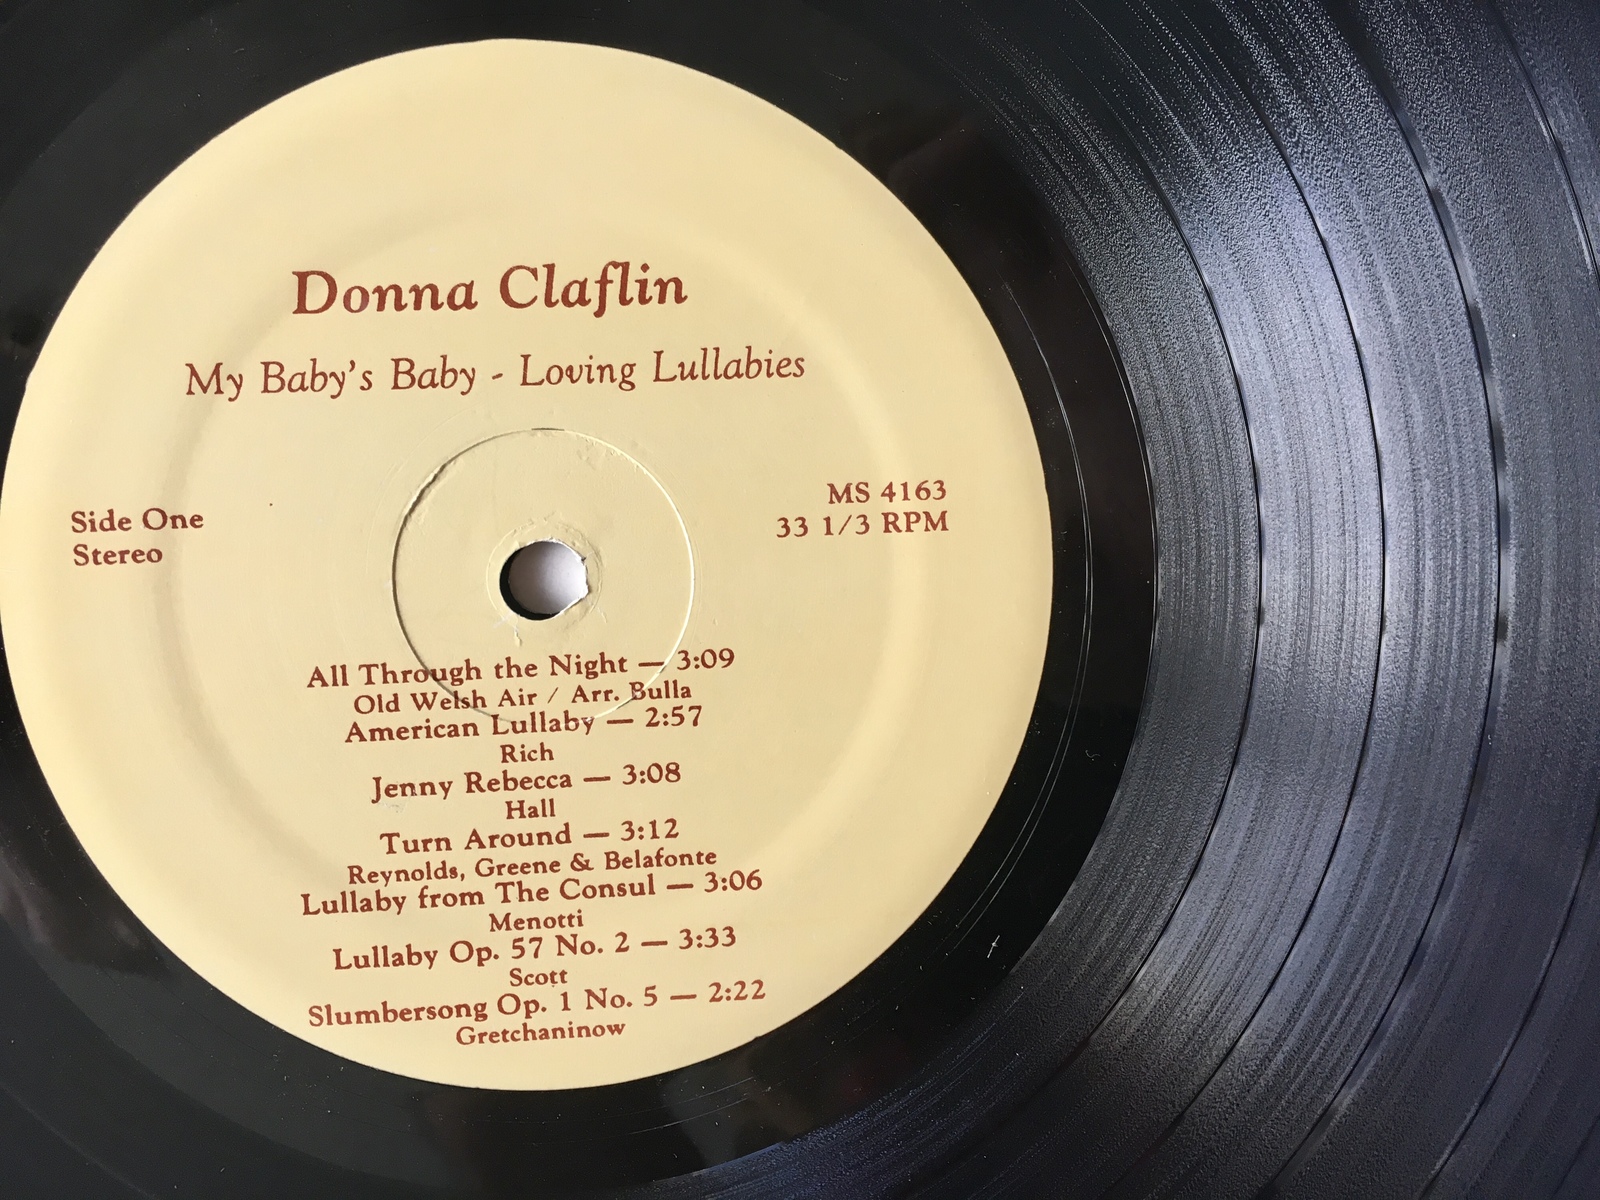 Donna Claflin
My Baby's Baby - Loving Lullabies
Side One
Stereo
MS 4163
33 1/3 RPM
All Through the Night — 3:09
Old Welsh Air / Arr. Bulla
American Lullaby — 2:57
Rich
Jenny Rebecca — 3:08
Hall
Turn Around — 3:12
Reynolds, Greene & Belafonte
Lullaby from The Consul — 3:06
Menotti
Lullaby Op. 57 No. 2 — 3:33
Scott
Slumbersong Op. 1 No. 5 — 2:22
Gretchaninow